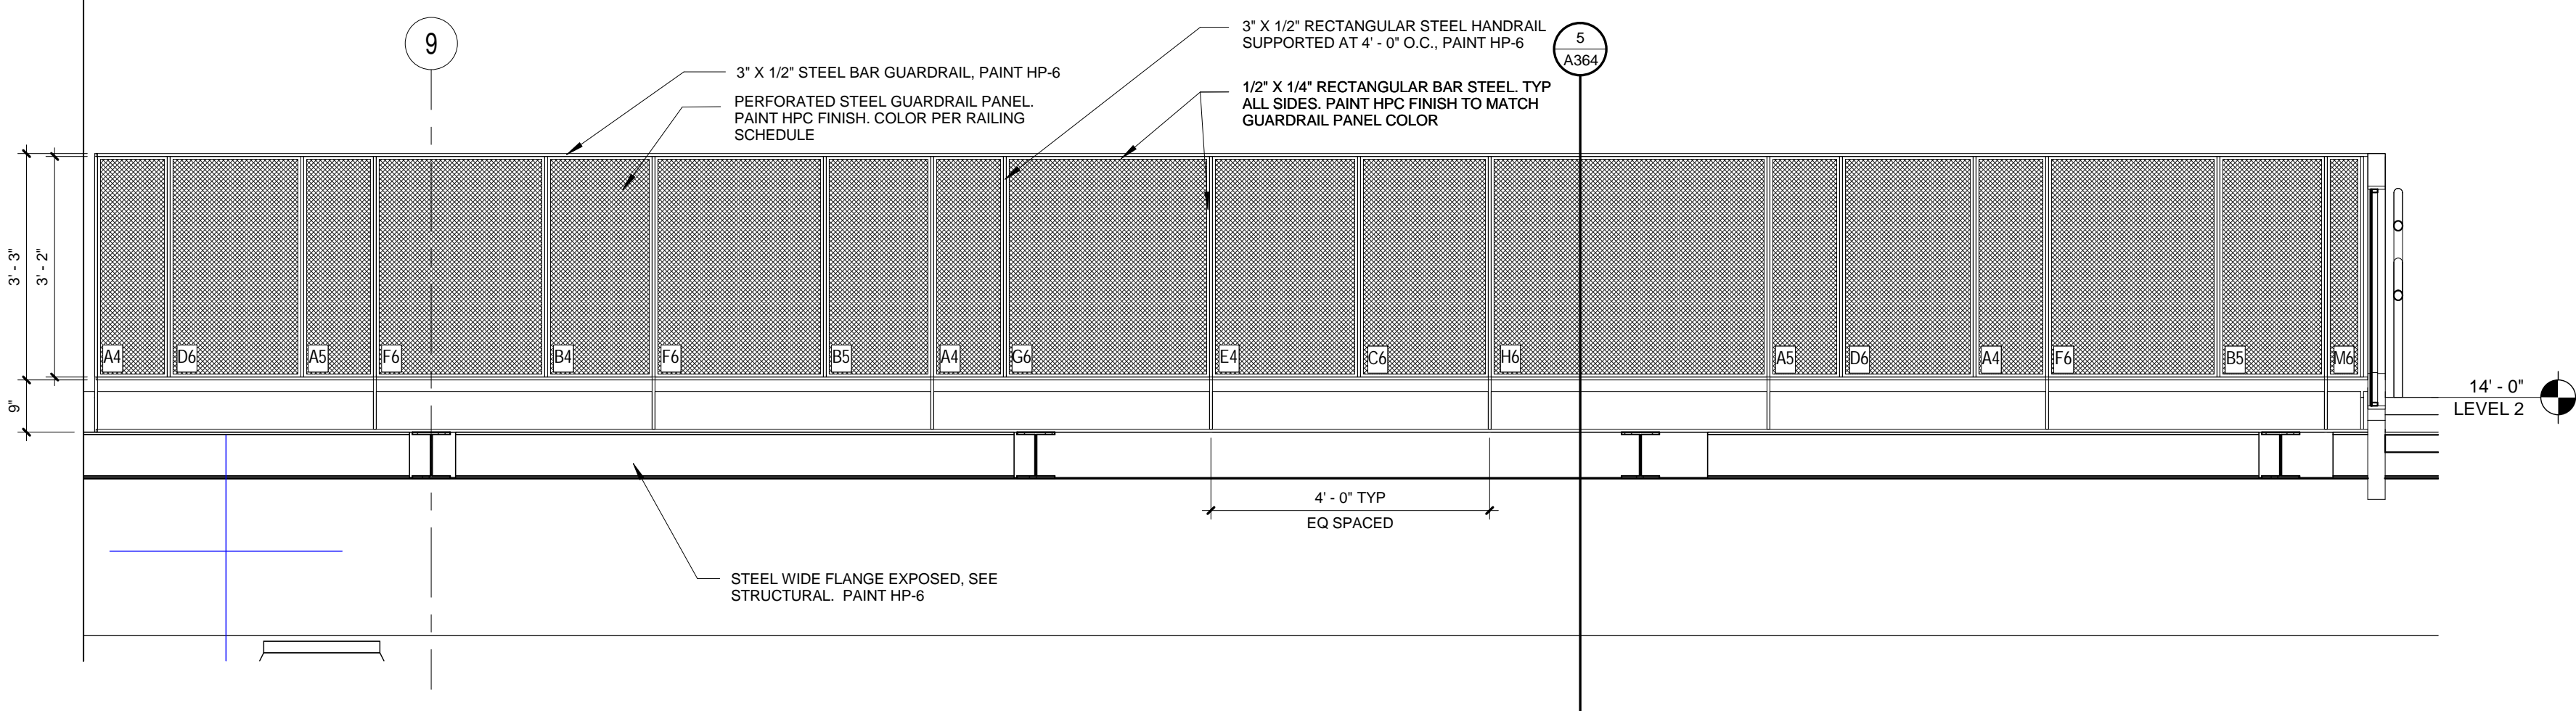 9
3" X 1/2" STEEL BAR GUARDRAIL, PAINT HP-6
PERFORATED STEEL GUARDRAIL PANEL.
PAINT HPC FINISH. COLOR PER RAILING
SCHEDULE
3" X 1/2" RECTANGULAR STEEL HANDRAIL
SUPPORTED AT 4' - 0" O.C., PAINT HP-6
1/2" X 1/4" RECTANGULAR BAR STEEL. TYP
ALL SIDES. PAINT HPC FINISH TO MATCH
GUARDRAIL PANEL COLOR
5
A364
3' - 3"
3' - 2"
9"
A4
D6
A5
F6
B4
F6
B5
A4
G6
E4
C6
H6
A5
D6
A4
F6
B5
M6
14' - 0"
LEVEL 2
4' - 0" TYP
EQ SPACED
STEEL WIDE FLANGE EXPOSED, SEE
STRUCTURAL.  PAINT HP-6